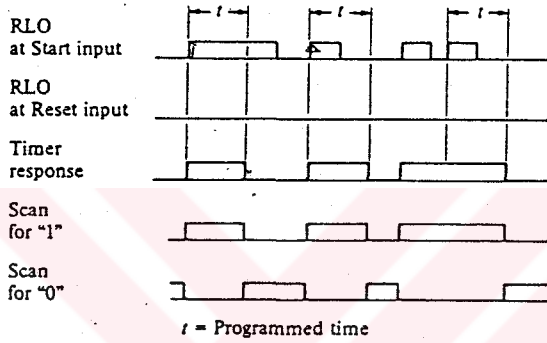 t
t
t
RLO
at Start input
RLO
at Reset input
Timer
response
Scan
for "1"
Scan
for "0"
t = Programmed time